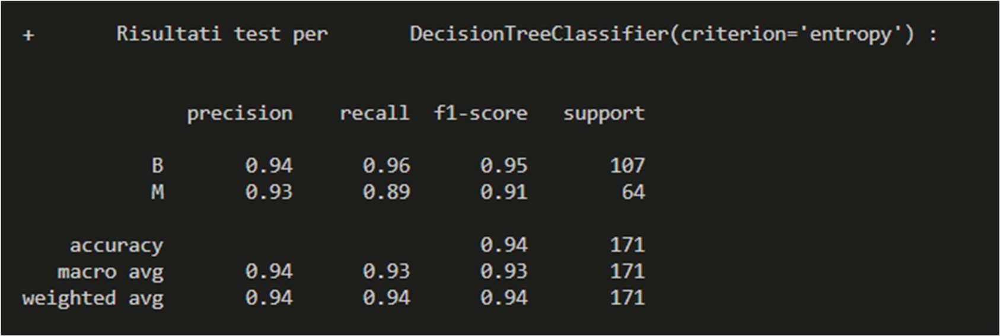 + Risultati test per DecisionTreeClassifier(criterion='entropy') :
precision recall f1-score support
B 0.94 0.96 0.95 107
M 0.93 0.89 0.91 64
accuracy 0.94 171
macro avg 0.94 0.93 0.93 171
weighted avg 0.94 0.94 0.94 171